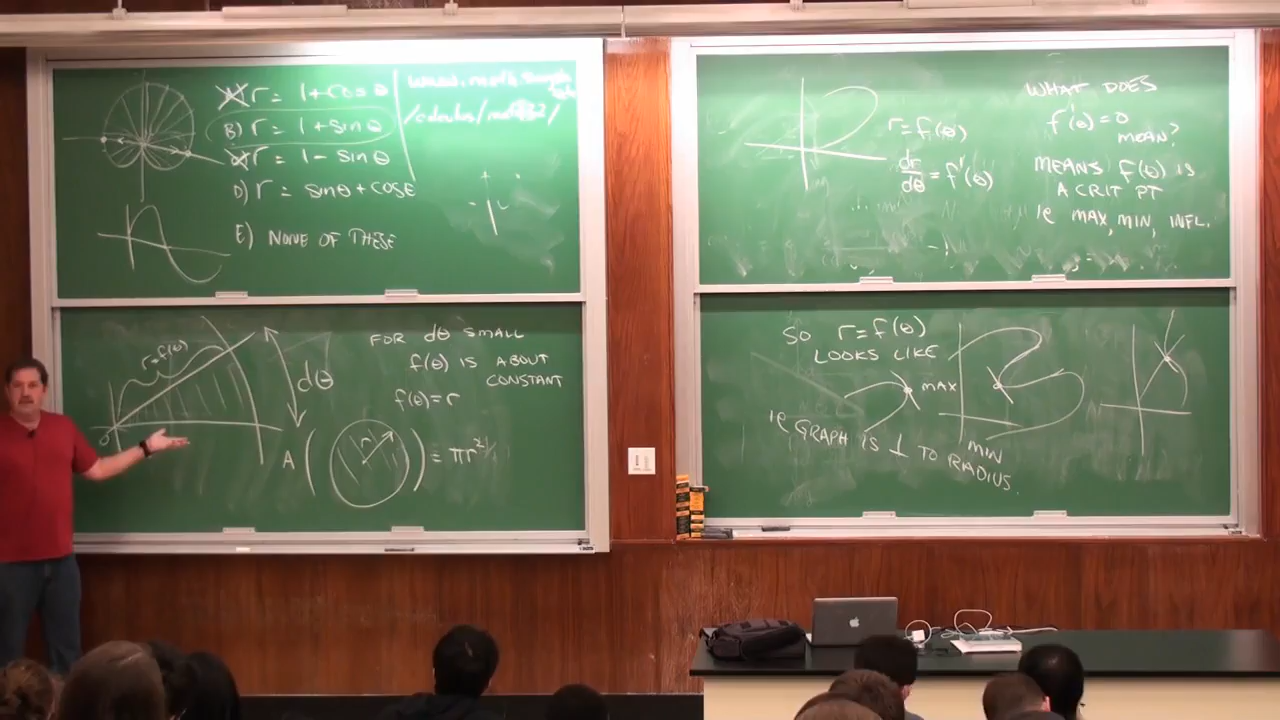 A) r = 1 + cos θ
B) r = 1 + sin θ
C) r = 1 - sin θ
D) r = sin θ + cos θ
E) NONE OF THESE
/calculus/
r = f(θ)
dθ
0
FOR dθ SMALL
f(θ) IS ABOUT
CONSTANT
f(θ) = r
A ( r ) = πr²
r = f(θ)
dr/dθ = f'(θ)
WHAT DOES
f'(θ) = 0
MEAN?
MEANS f(θ) IS
A CRIT PT
ie MAX, MIN, INFL.
SO r = f(θ)
LOOKS LIKE
MAX
MIN
ie GRAPH IS ⊥ TO RADIUS.